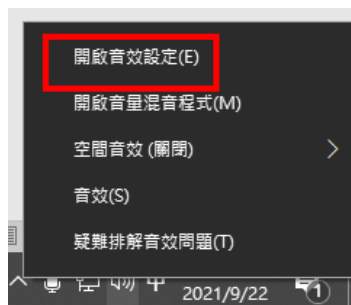 開啟音效設定(E)
開啟音量混音程式(M)
空間音效 (關閉)
音效(S)
疑難排解音效問題(T)
中
2021/9/22
1